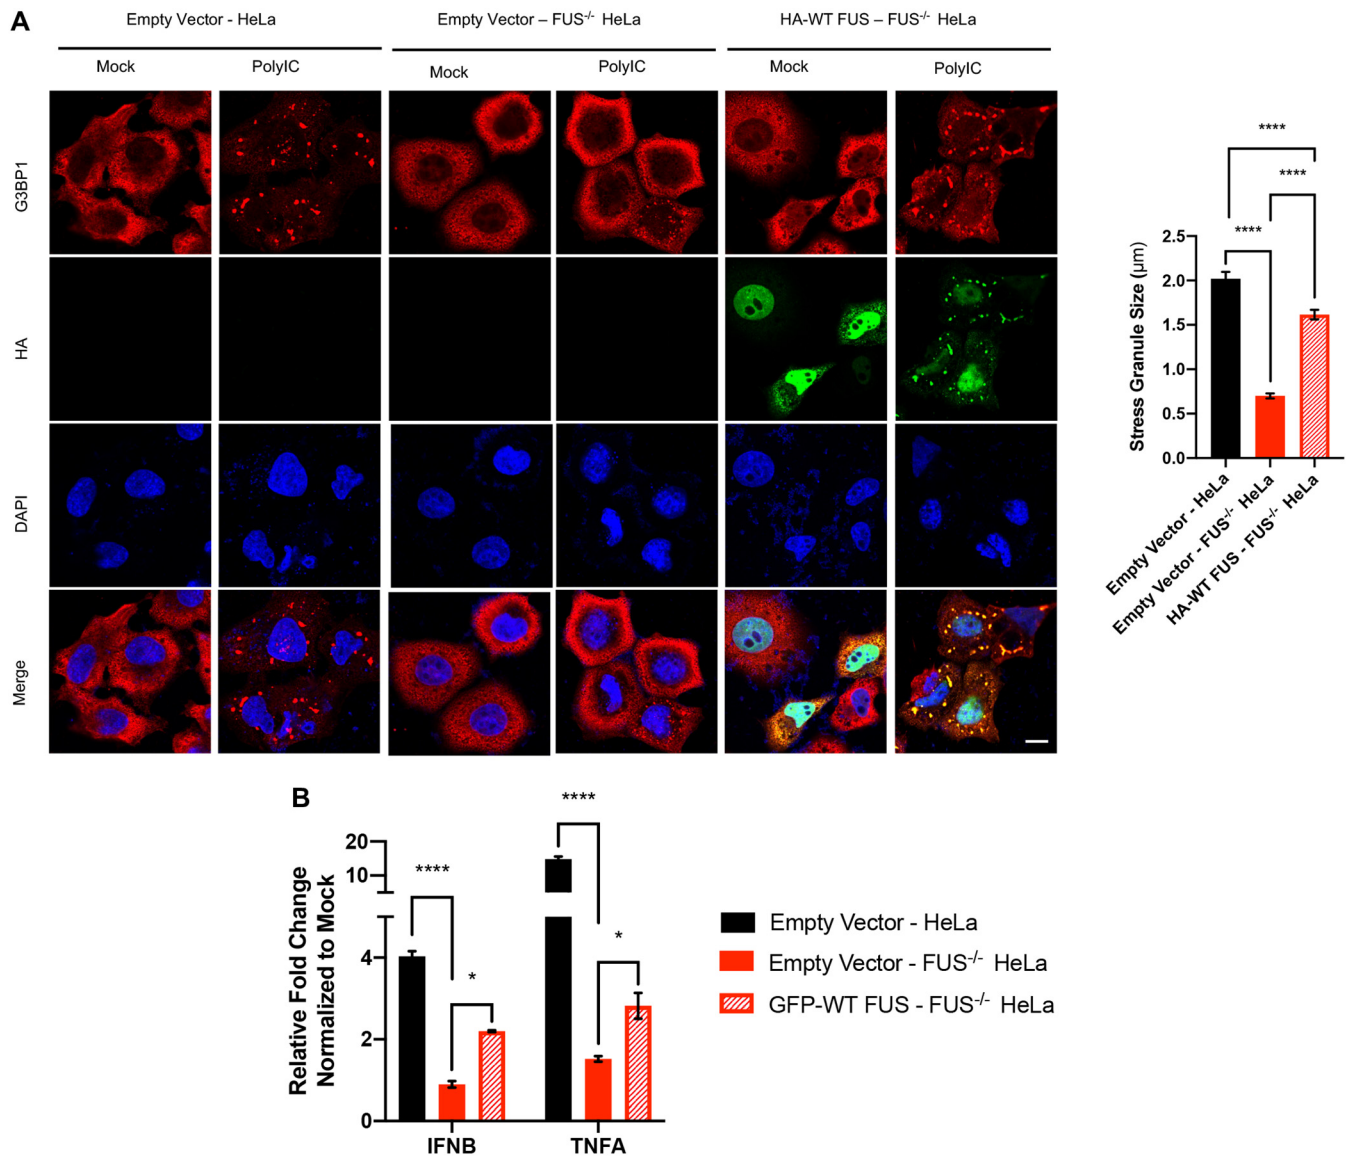 A
Empty Vector - HeLa
Empty Vector – FUS-/- HeLa
HA-WT FUS – FUS-/- HeLa
Mock
PolyIC
Mock
PolyIC
Mock
PolyIC
G3BP1
HA
DAPI
Merge
****
****
****
Stress Granule Size (μm)
2.5
2.0
1.5
1.0
0.5
0.0
Empty Vector - HeLa
Empty Vector - FUS-/- HeLa
HA-WT FUS - FUS-/- HeLa
B
Relative Fold Change
Normalized to Mock
20
10
4
2
0
****
*
****
*
IFNB
TNFA
Empty Vector - HeLa
Empty Vector - FUS-/- HeLa
GFP-WT FUS - FUS-/- HeLa